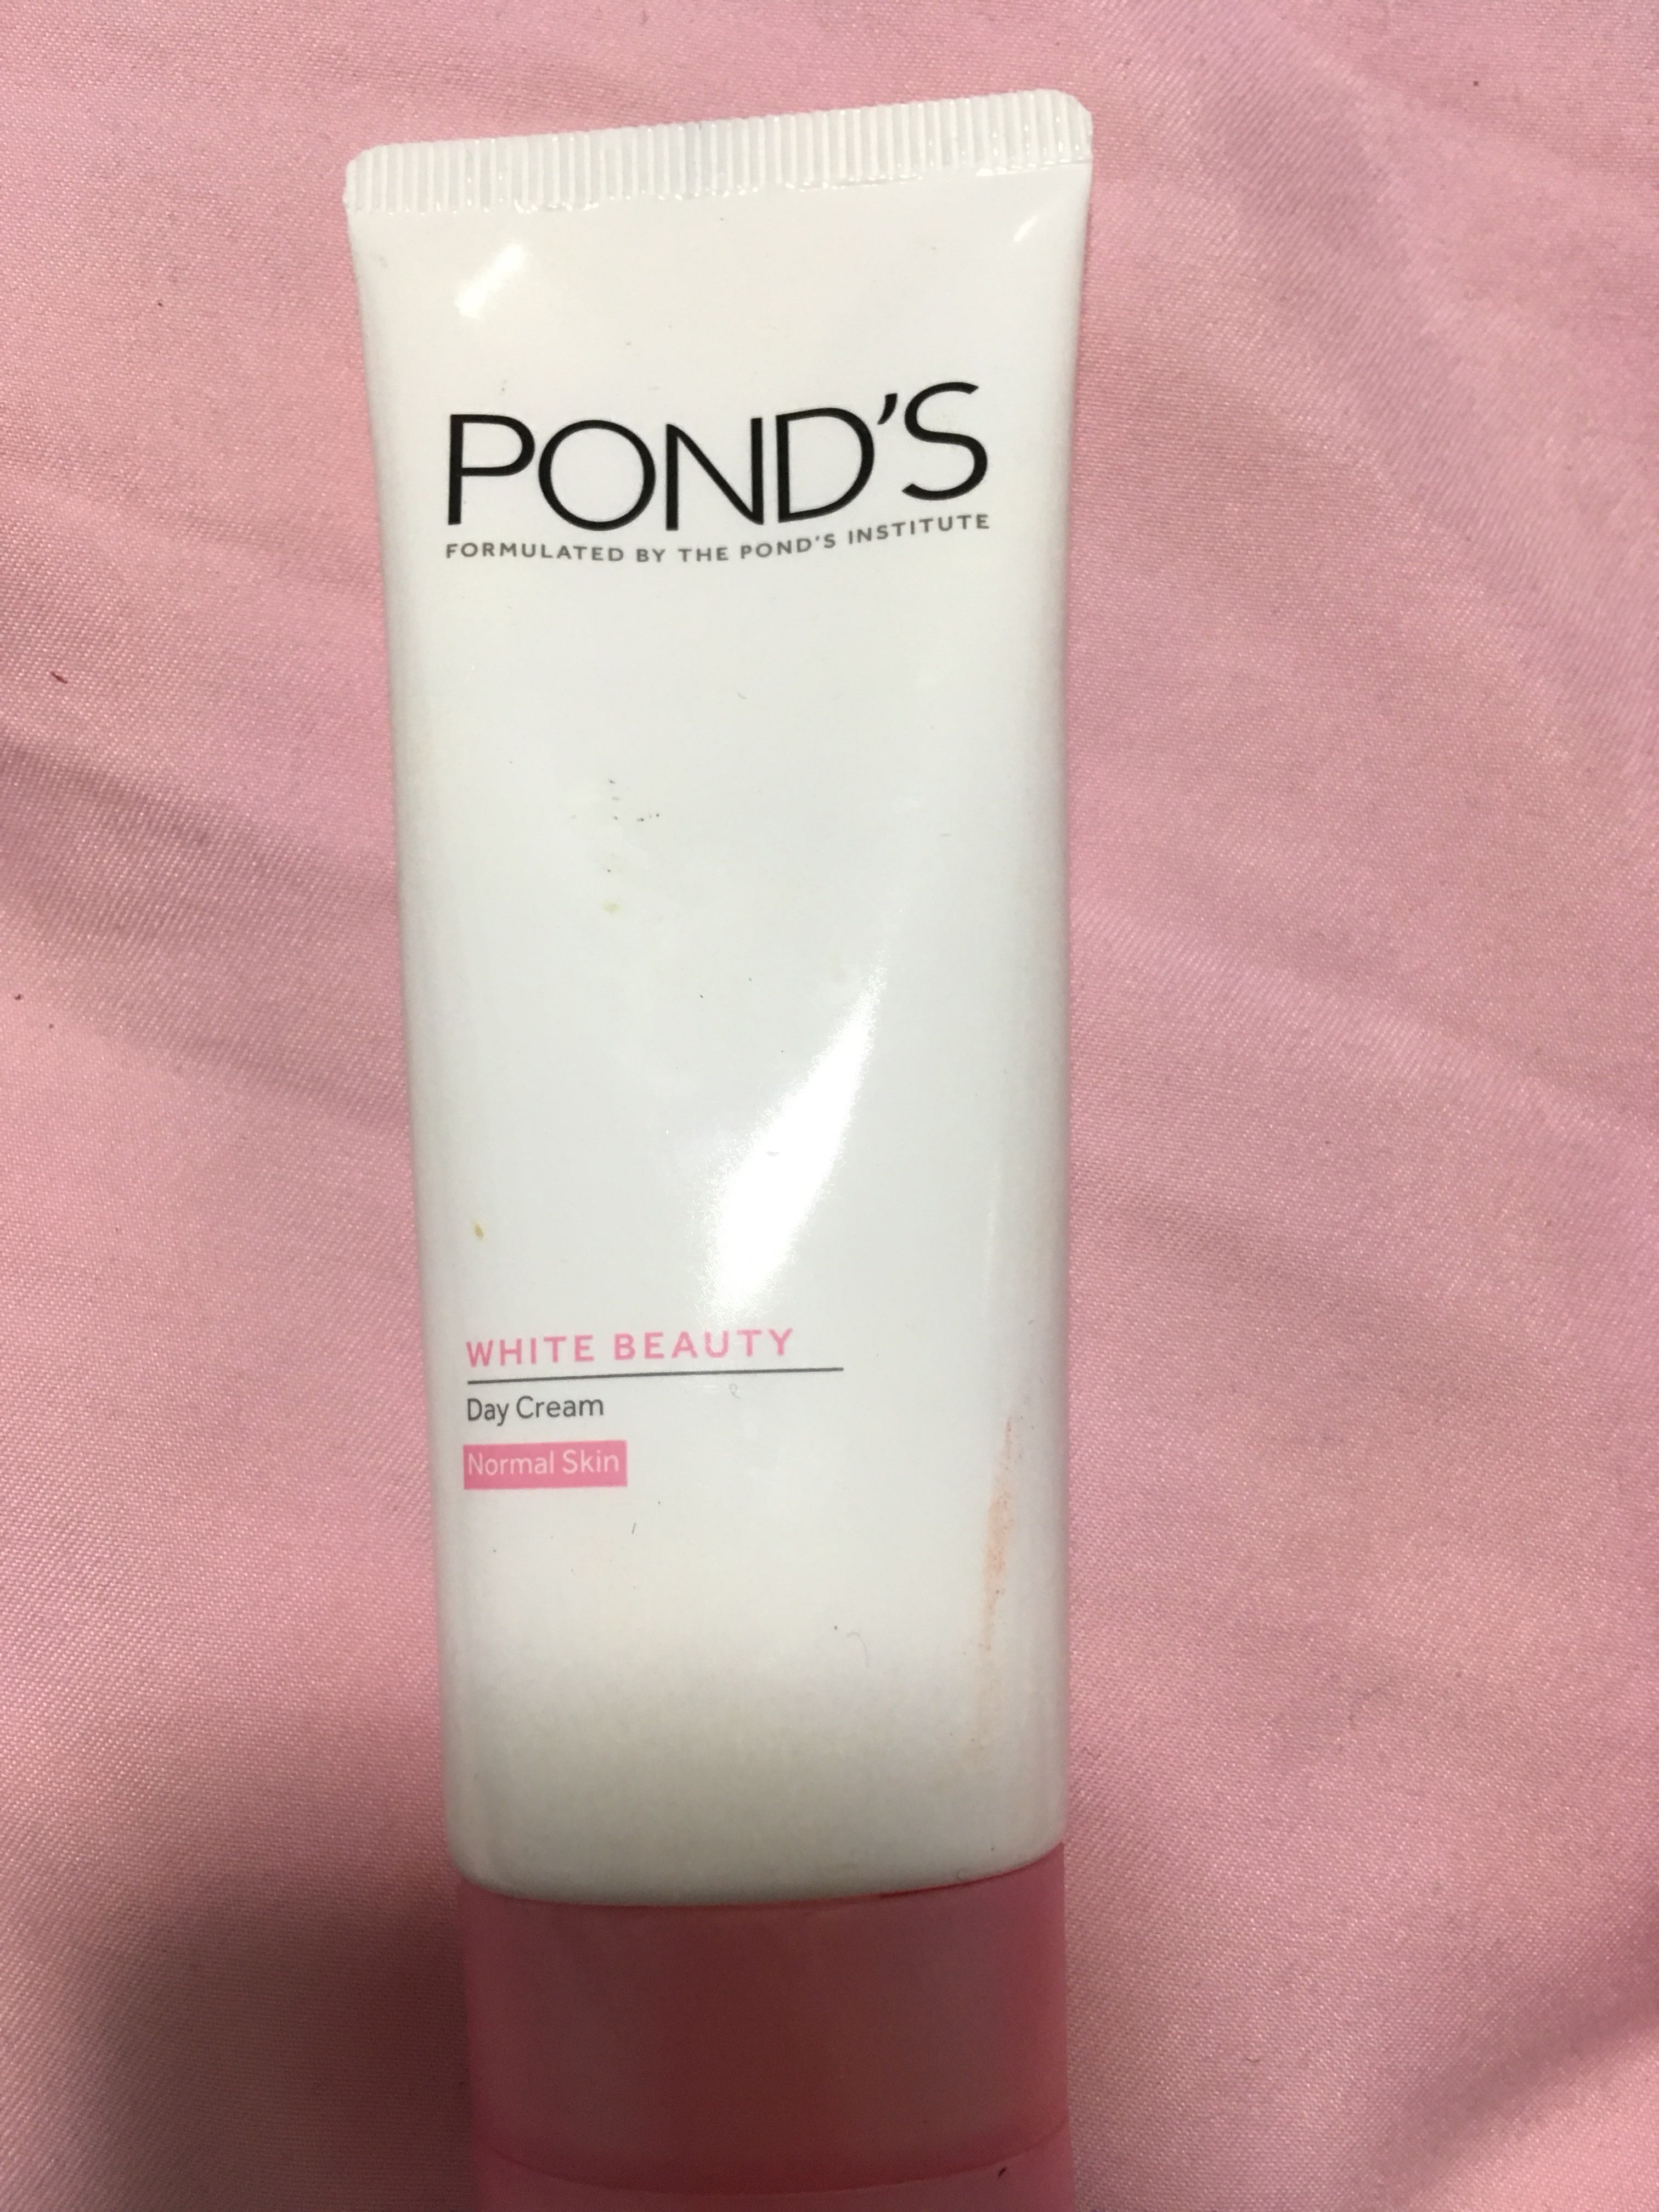 POND'S
FORMULATED BY THE POND'S INSTITUTE
WHITE BEAUTY
Day Cream
Normal Skin